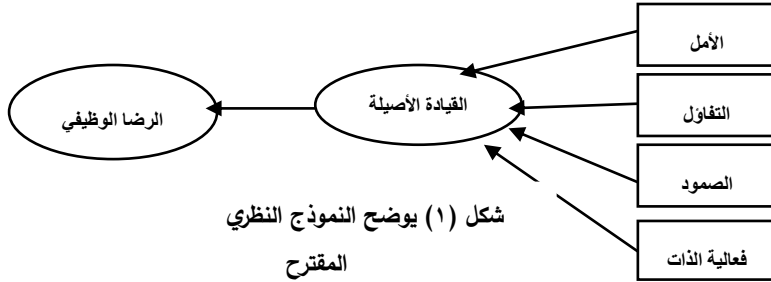 الأمل
التفاؤل
القيادة الأصيلة
الرضا الوظيفي
الصمود
فعالية الذات
شكل (١) يوضح النموذج النظري
المقترح